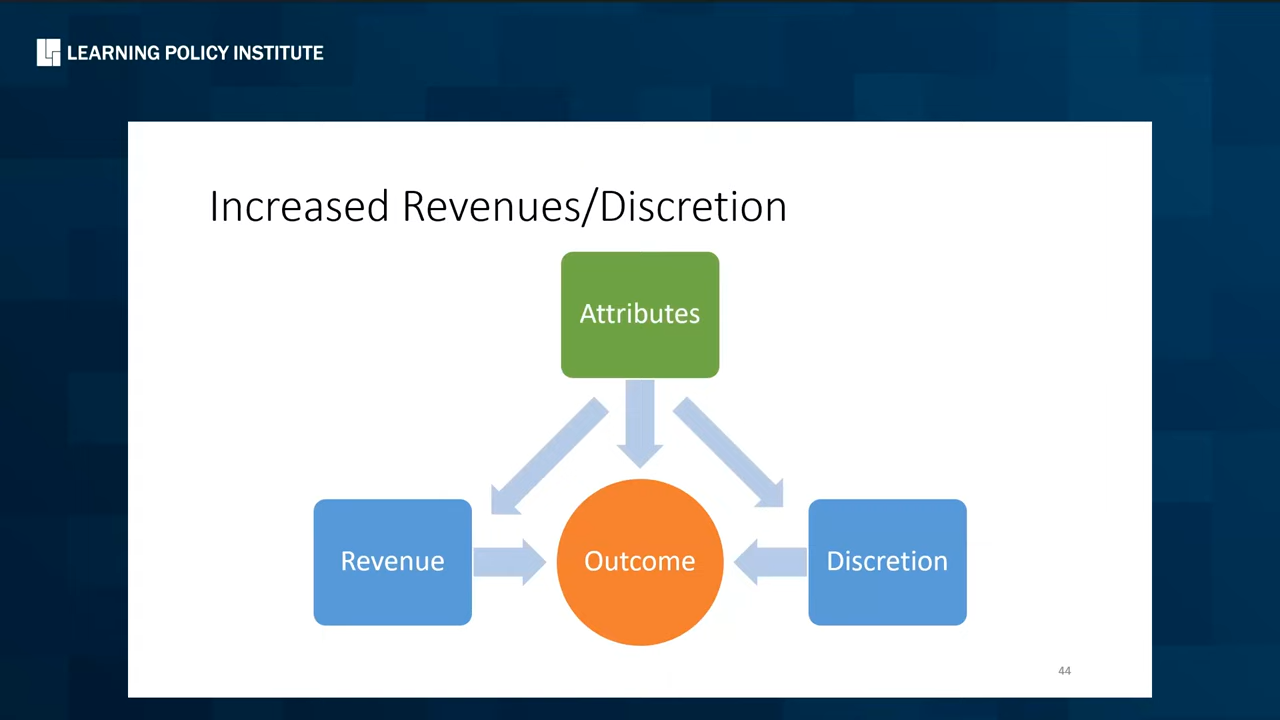 LEARNING POLICY INSTITUTE
Increased Revenues/Discretion
Attributes
Revenue
Outcome
Discretion
44